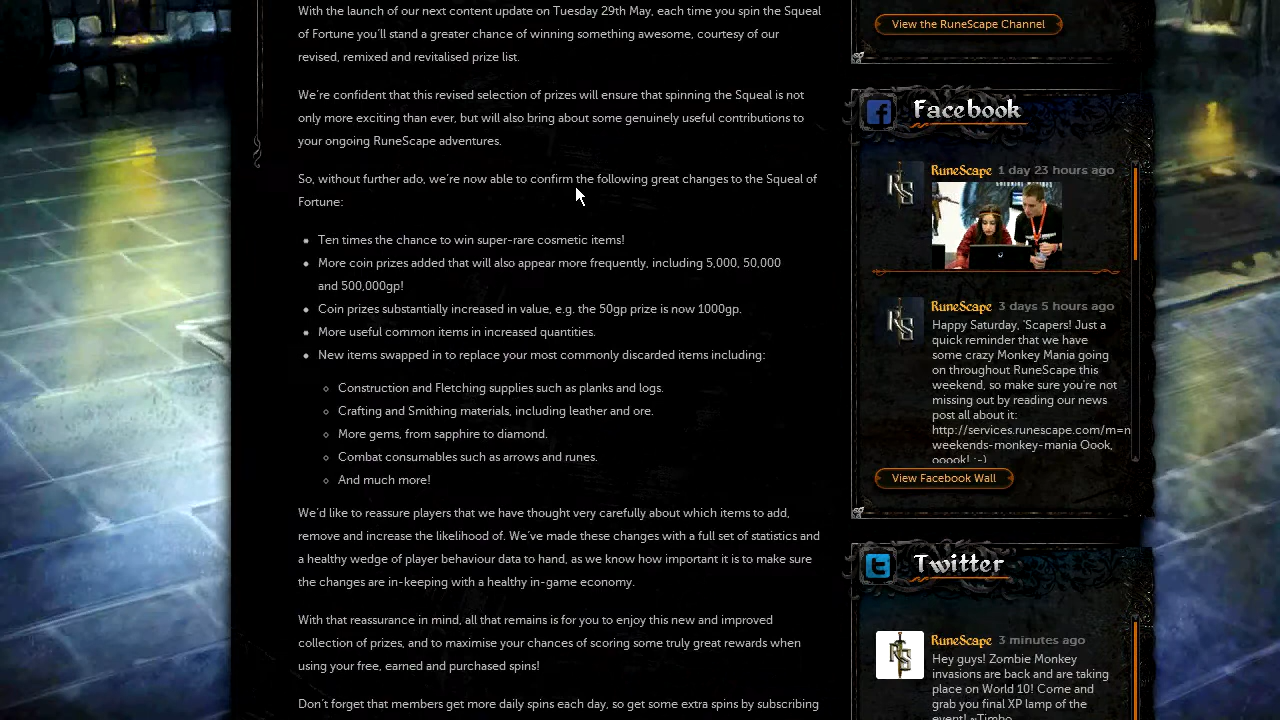 With the launch of our next content update on Tuesday 29th May, each time you spin the Squeal
of Fortune you'll stand a greater chance of winning something awesome, courtesy of our
revised, remixed and revitalised prize list.
We're confident that this revised selection of prizes will ensure that spinning the Squeal is not
only more exciting than ever, but will also bring about some genuinely useful contributions to
your ongoing RuneScape adventures.
So, without further ado, we're now able to confirm the following great changes to the Squeal of
Fortune:
Ten times the chance to win super-rare cosmetic items!
More coin prizes added that will also appear more frequently, including 5,000, 50,000
and 500,000gp!
Coin prizes substantially increased in value, e.g. the 50gp prize is now 1000gp.
More useful common items in increased quantities.
New items swapped in to replace your most commonly discarded items including:
Construction and Fletching supplies such as planks and logs.
Crafting and Smithing materials, including leather and ore.
More gems, from sapphire to diamond.
Combat consumables such as arrows and runes.
And much more!
We'd like to reassure players that we have thought very carefully about which items to add,
remove and increase the likelihood of. We've made these changes with a full set of statistics and
a healthy wedge of player behaviour data to hand, as we know how important it is to make sure
the changes are in-keeping with a healthy in-game economy.
With that reassurance in mind, all that remains is for you to enjoy this new and improved
collection of prizes, and to maximise your chances of scoring some truly great rewards when
using your free, earned and purchased spins!
Don't forget that members get more daily spins each day, so get some extra spins by subscribing
View the RuneScape Channel
Facebook
RuneScape 1 day 23 hours ago
RuneScape 3 days 5 hours ago
Happy Saturday, 'Scapers! Just a
quick reminder that we have
some crazy Monkey Mania going
on throughout RuneScape this
weekend, so make sure you're not
missing out by reading our news
post all about it:
http://services.runescape.com/m=n
weekends-monkey-mania Oook,
ooook! :-)
View Facebook Wall
Twitter
RuneScape 3 minutes ago
Hey guys! Zombie Monkey
invasions are back and are taking
place on World 10! Come and
grab you final XP lamp of the
event! ~Timbo